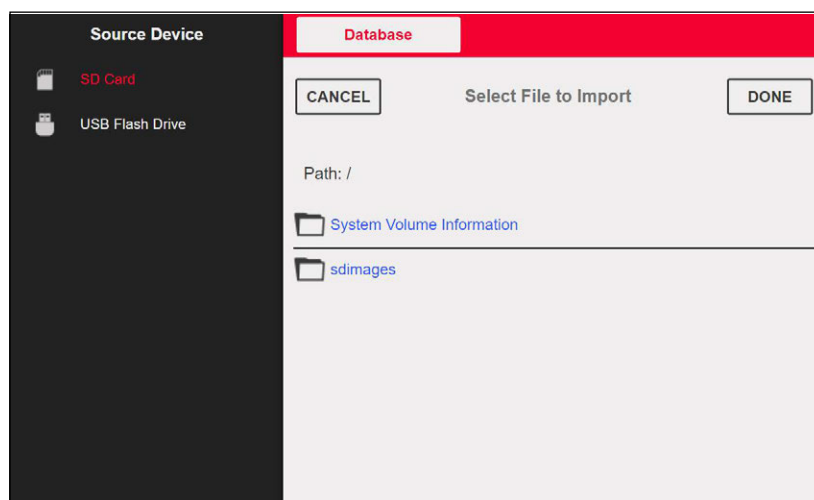 Source Device
SD Card
USB Flash Drive
Database
CANCEL
Select File to Import
DONE
Path: /
System Volume Information
sdimages